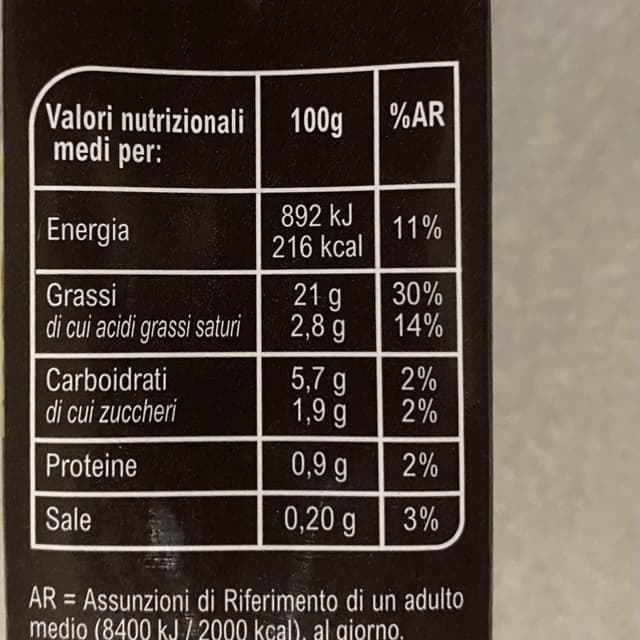 Valori nutrizionali medi per: 100g %AR
Energia 892 kJ 216 kcal 11%
Grassi 21 g 30%
di cui acidi grassi saturi 2,8 g 14%
Carboidrati 5,7 g 2%
di cui zuccheri 1,9 g 2%
Proteine 0,9 g 2%
Sale 0,20 g 3%
AR = Assunzioni di Riferimento di un adulto
medio (8400 kJ / 2000 kcal), al giorno.